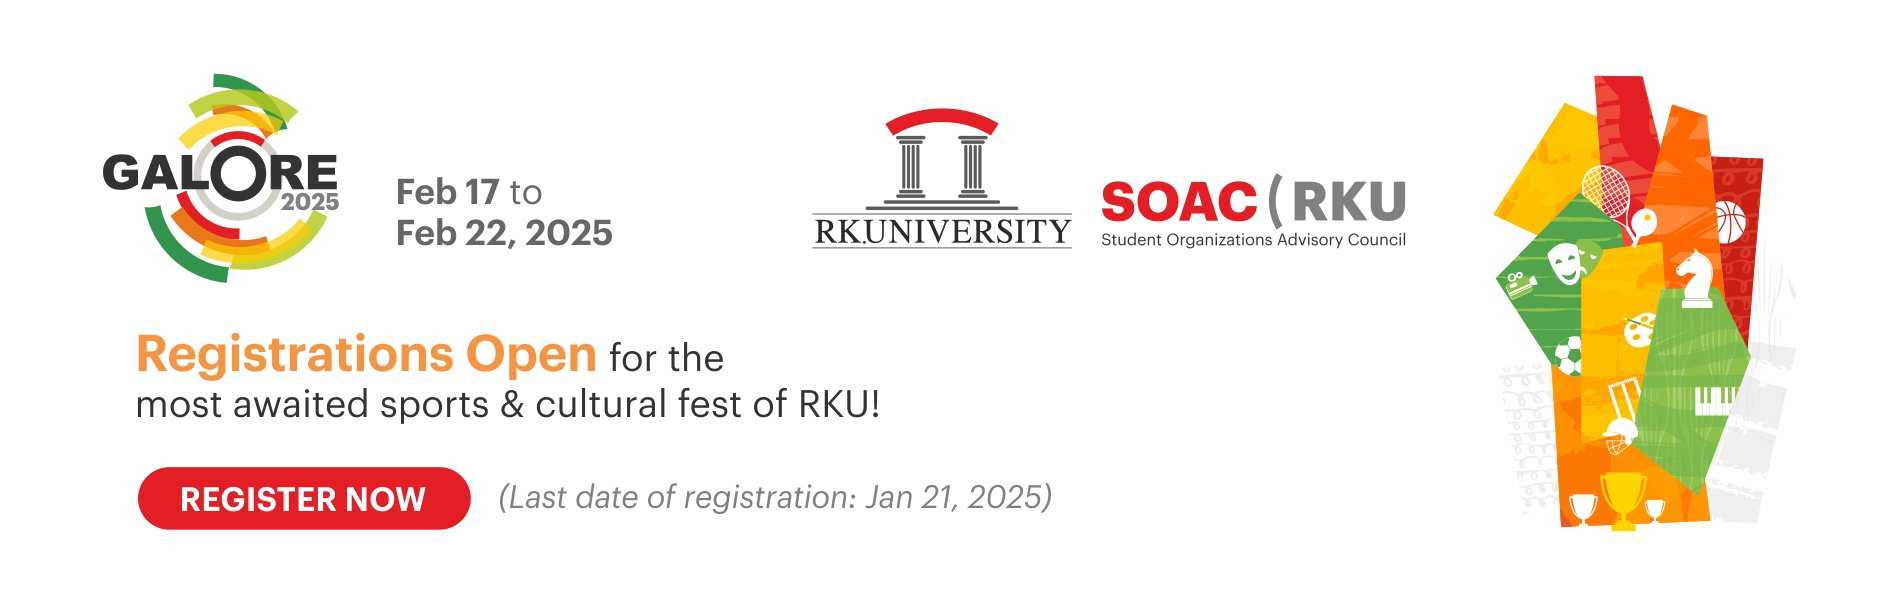 GALORE
2025
Feb 17 to
Feb 22, 2025
RK.UNIVERSITY
SOAC ( RKU
Student Organizations Advisory Council
Registrations Open for the
most awaited sports & cultural fest of RKU!
REGISTER NOW
(Last date of registration: Jan 21, 2025)